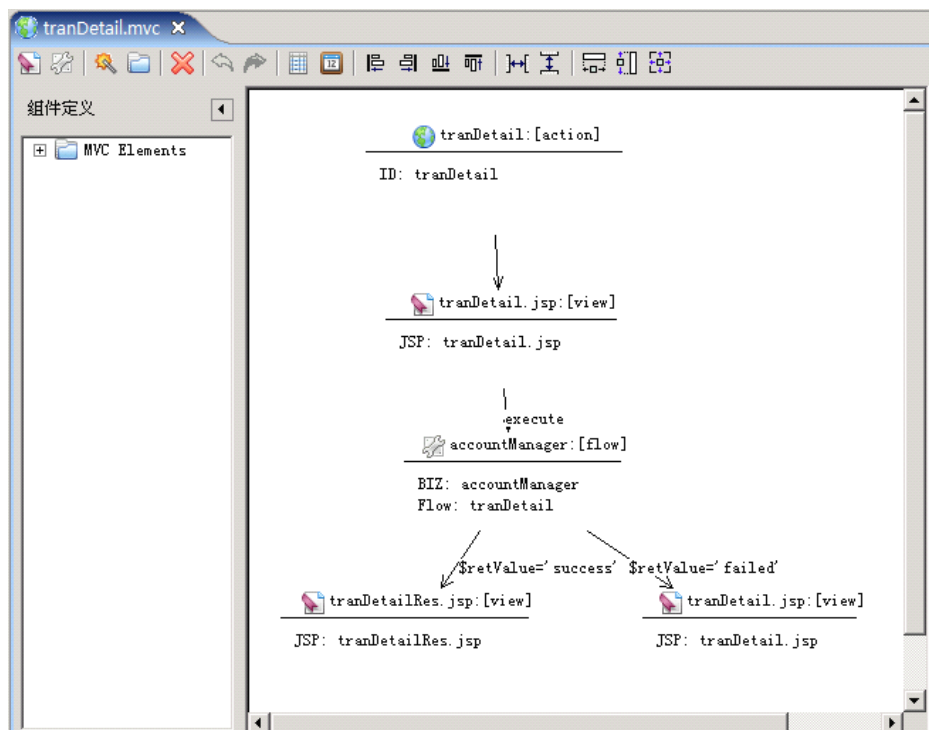 tranDetail.mvc
12
组件定义
MVC Elements
tranDetail:[action]
ID: tranDetail
tranDetail.jsp:[view]
JSP: tranDetail.jsp
execute
accountManager:[flow]
BIZ: accountManager
Flow: tranDetail
$retValue='success' $retValue='failed'
tranDetailRes.jsp:[view] tranDetail.jsp:[view]
JSP: tranDetailRes.jsp JSP: tranDetail.jsp